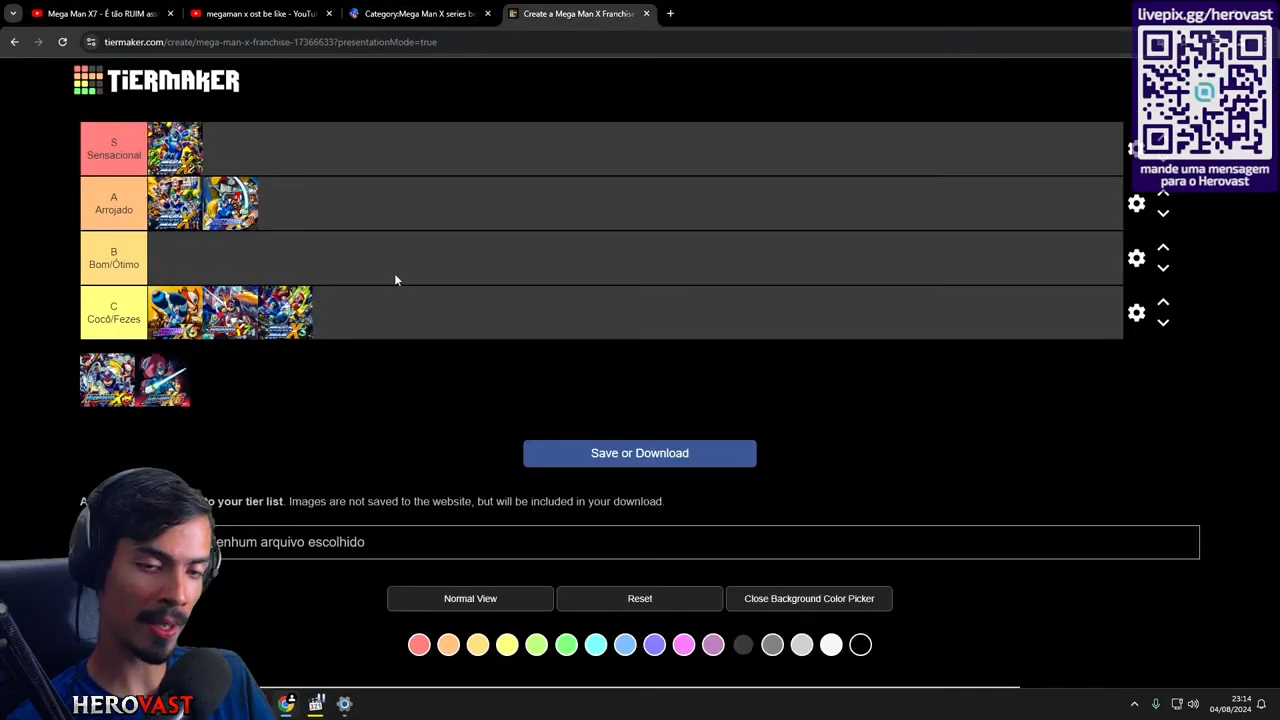 Mega Man X7 - É tão RUIM ass
megaman x ost be like - YouTu
Category:Mega Man X series bo
Create a Mega Man X Franchise
livepix.gg/herovast
tiermaker.com/create/mega-man-x-franchise-17366633?presentationMode=true
TiERMAKER
mande uma mensagem
para o Herovast
S
Sensacional
A
Arrojado
B
Bom/Ótimo
C
Cocô/Fezes
Save or Download
to your tier list. Images are not saved to the website, but will be included in your download.
enhum arquivo escolhido
Normal View
Reset
Close Background Color Picker
HEROVAST
23:14
04/08/2024